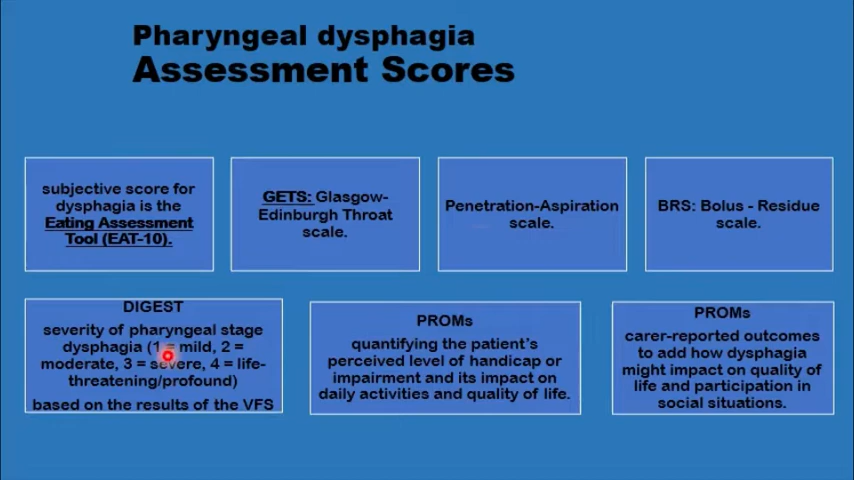 Pharyngeal dysphagia
Assessment Scores
subjective score for
dysphagia is the
Eating Assessment
Tool (EAT-10).
GETS: Glasgow-
Edinburgh Throat
scale.
Penetration-Aspiration
scale.
BRS: Bolus - Residue
scale.
DIGEST
severity of pharyngeal stage
dysphagia (1 = mild, 2 =
moderate, 3 = severe, 4 = life-
threatening/profound)
based on the results of the VFS
PROMs
quantifying the patient's
perceived level of handicap or
impairment and its impact on
daily activities and quality of life.
PROMs
carer-reported outcomes
to add how dysphagia
might impact on quality of
life and participation in
social situations.